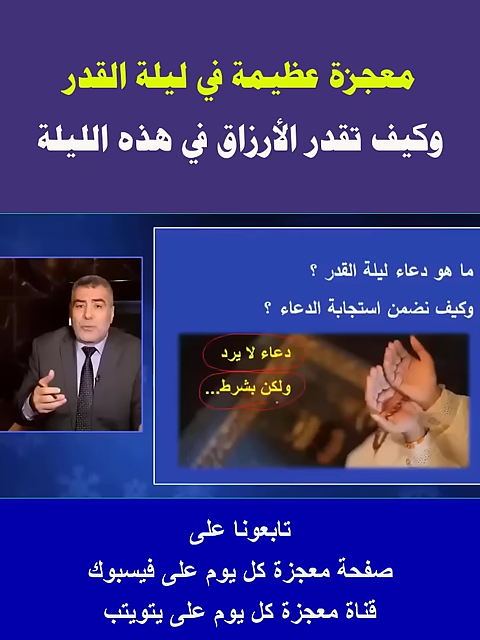 معجزة عظيمة في ليلة القدر
وكيف تقدر الأرزاق في هذه الليلة
ما هو دعاء ليلة القدر ؟
وكيف نضمن استجابة الدعاء ؟
دعاء لا يرد
ولكن بشرط...
تابعونا على
صفحة معجزة كل يوم على فيسبوك
قناة معجزة كل يوم على يتويتب